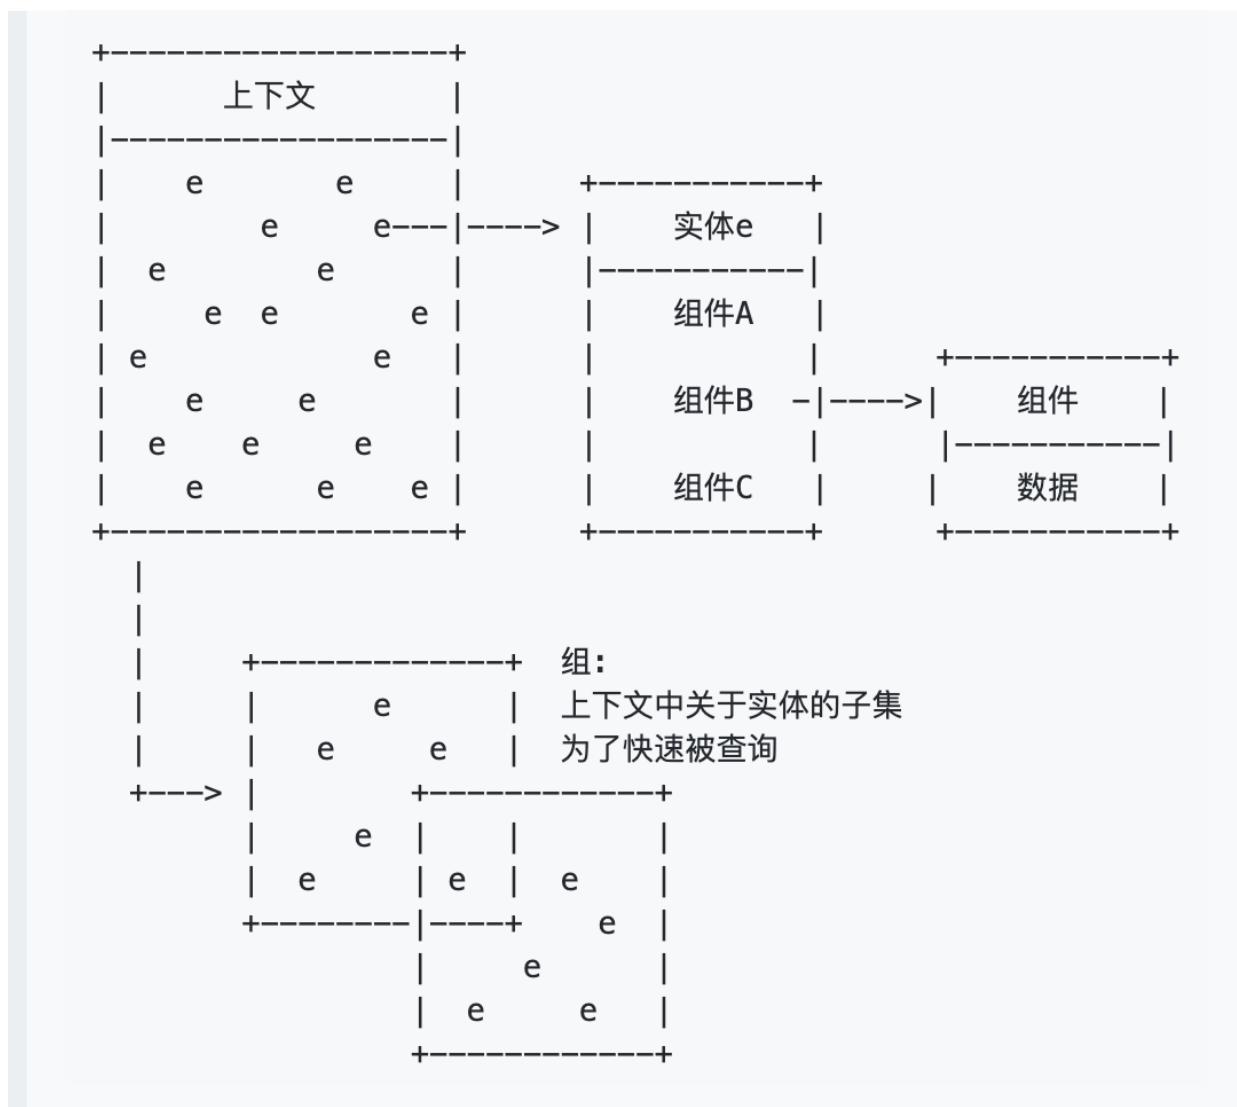 +------------------+
|      上下文      |
|------------------|
|    e       e     |       +-----------+
|        e     e---|---->  |    实体e   |
|  e        e      |       |-----------|
|     e  e       e |       |    组件A   |
| e            e   |       |           |      +-----------+
|    e     e       |       |    组件B  -|---->|    组件    |
|  e    e     e    |       |           |      |-----------|
|    e      e    e |       |    组件C   |     |    数据    |
+------------------+       +-----------+      +-----------+
  |
  |
  |     +-------------+  组:
  |     |      e      |  上下文中关于实体的子集
  |     |   e     e   |  为了快速被查询
  +---> |        +------------+
        |     e  |    |       |
        |  e     | e  |  e    |
        +--------|----+    e  |
                 |     e      |
                 |  e     e   |
                 +------------+